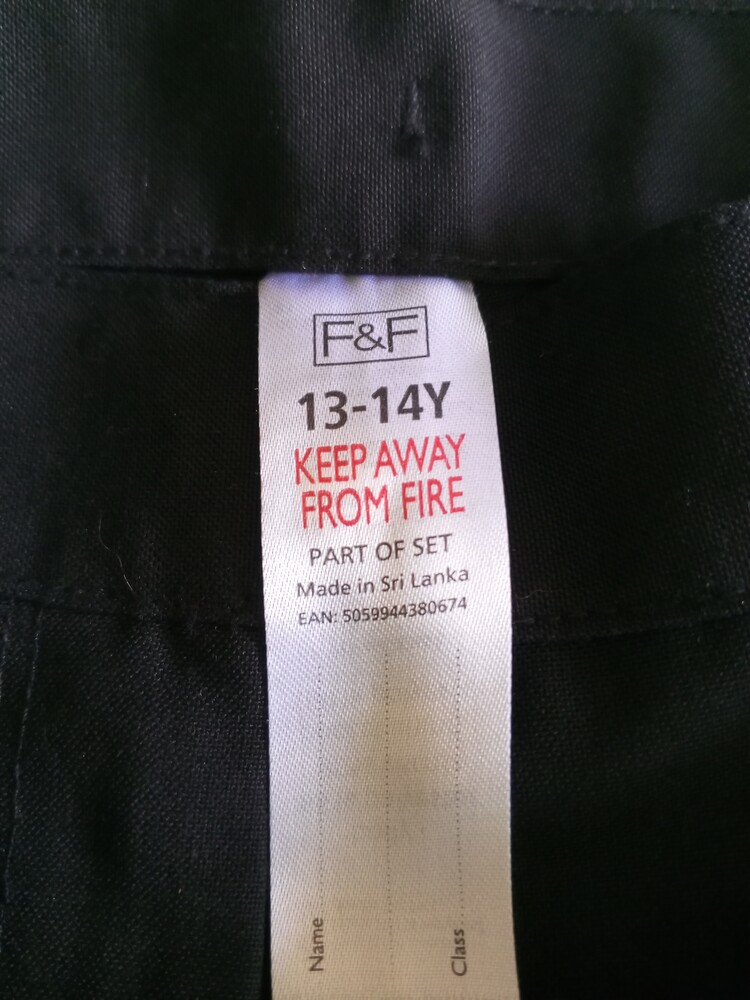 F&F
13-14Y
KEEP AWAY
FROM FIRE
PART OF SET
Made in Sri Lanka
EAN: 5059944380674
Name
Class